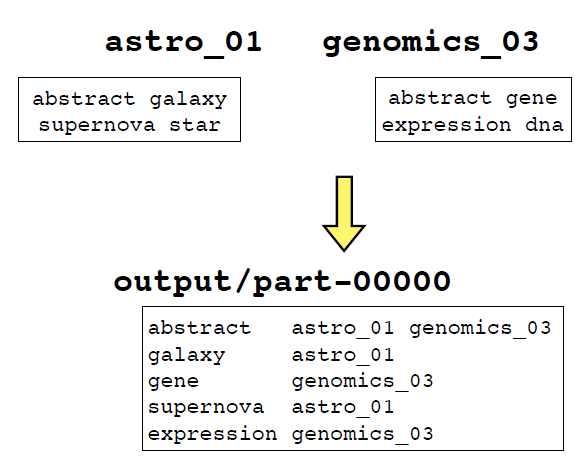 astro_01 genomics_03
abstract galaxy
supernova star
abstract gene
expression dna
output/part-00000
abstract astro_01 genomics_03
galaxy astro_01
gene genomics_03
supernova astro_01
expression genomics_03